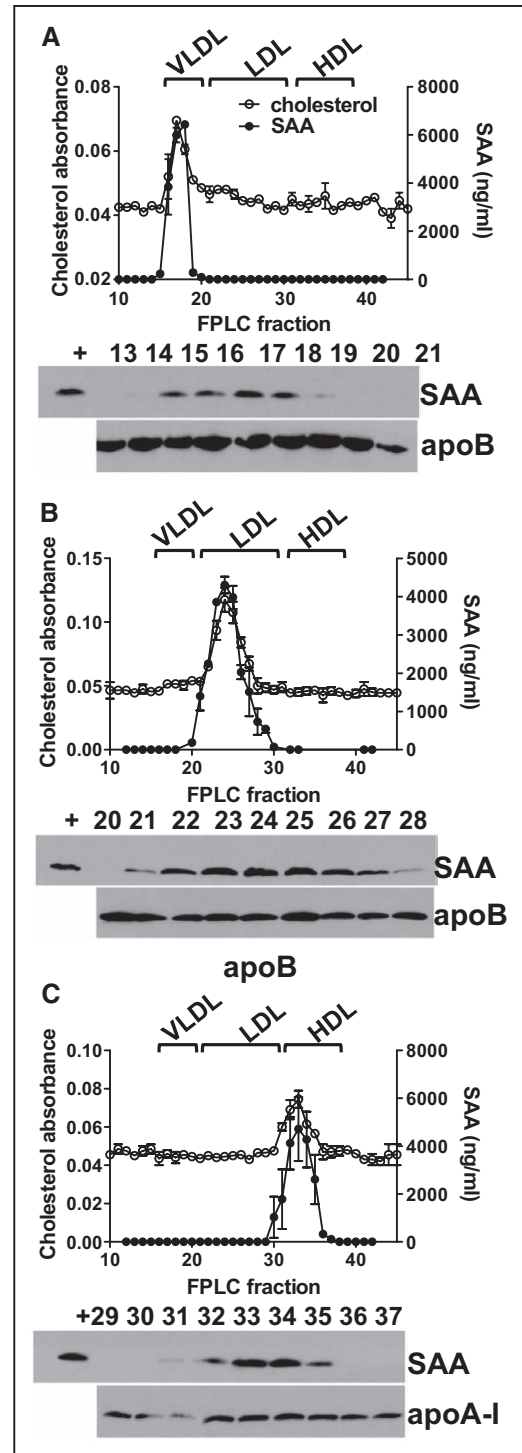 A
VLDL LDL HDL
cholesterol
SAA
0.08 0.06 0.04 0.02
Cholesterol absorbance
8000 6000 4000 2000 0
SAA (ng/ml)
10 20 30 40
FPLC fraction
+ 13 14 15 16 17 18 19 20 21
SAA
apoB
B
VLDL LDL HDL
0.15 0.10 0.05 0.00
Cholesterol absorbance
5000 4000 3000 2000 1000 0
SAA (ng/ml)
10 20 30 40
FPLC fraction
+ 20 21 22 23 24 25 26 27 28
SAA
apoB
apoB
C
VLDL LDL HDL
0.10 0.08 0.06 0.04 0.02 0.00
Cholesterol absorbance
8000 6000 4000 2000 0
SAA (ng/ml)
10 20 30 40
FPLC fraction
+29 30 31 32 33 34 35 36 37
SAA
apoA-I